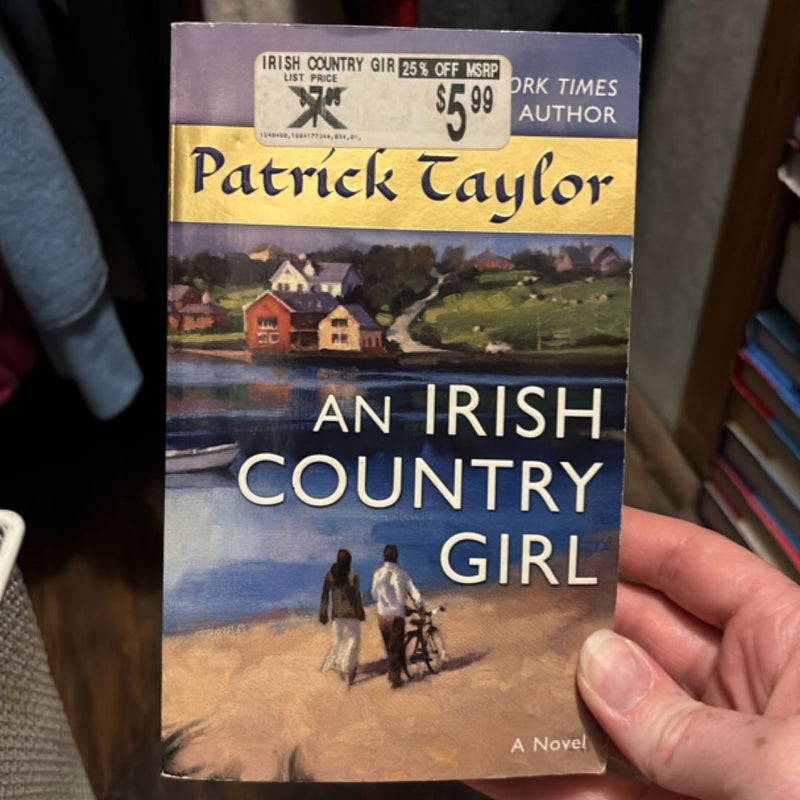 IRISH COUNTRY GIR 25% OFF MSRP
LIST PRICE
$5.99
ORK TIMES
AUTHOR
Patrick Taylor
AN IRISH
COUNTRY
GIRL
A Novel